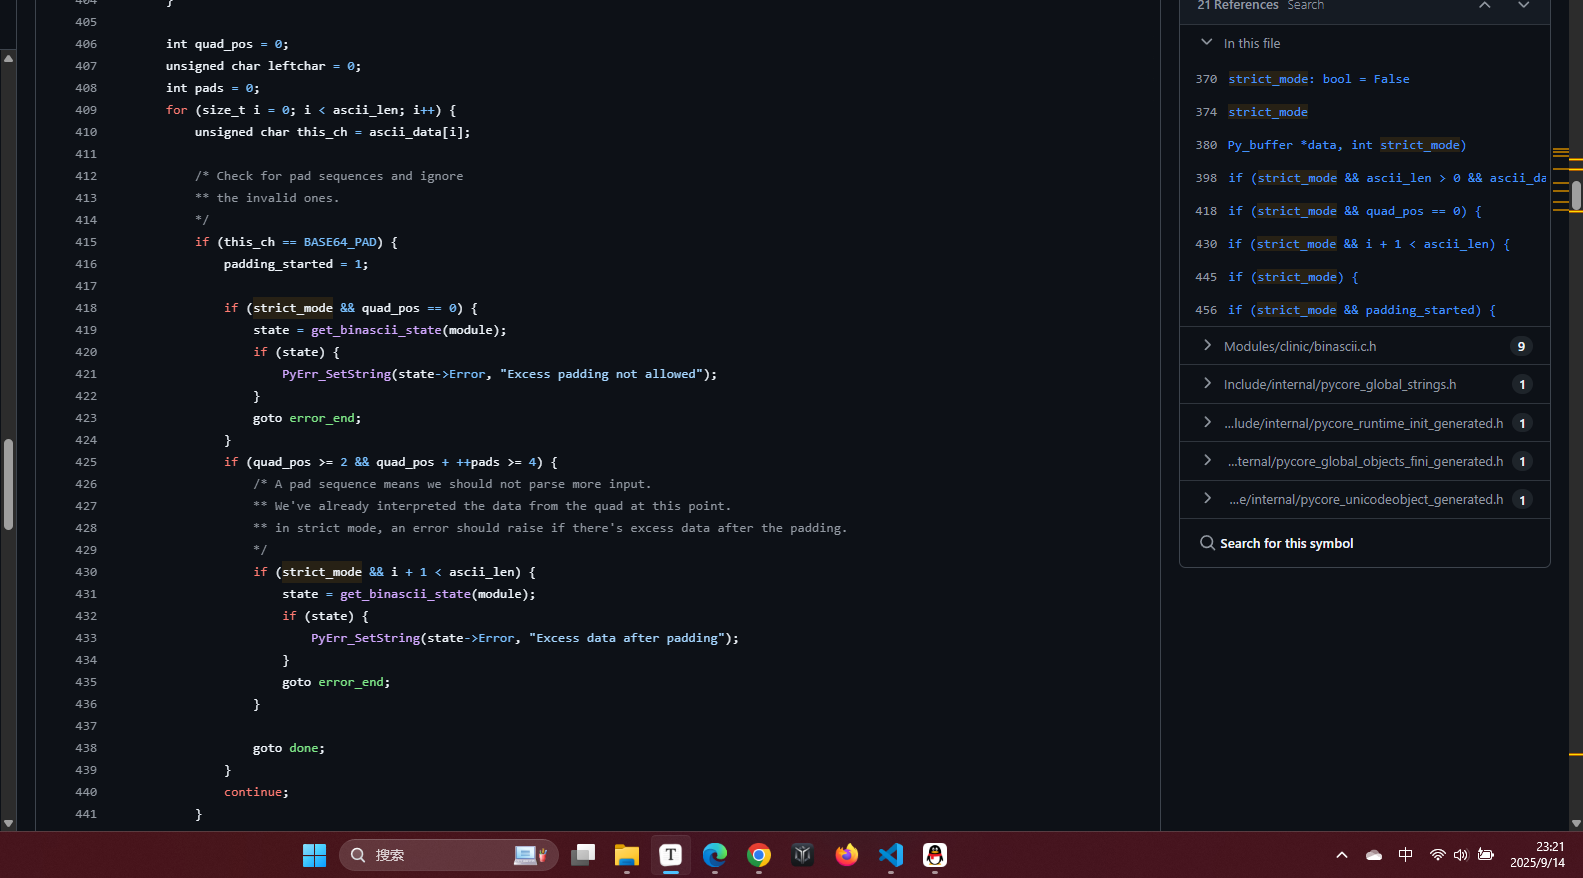 404 }
405
406 int quad_pos = 0;
407 unsigned char leftchar = 0;
408 int pads = 0;
409 for (size_t i = 0; i < ascii_len; i++) {
410 unsigned char this_ch = ascii_data[i];
411
412 /* Check for pad sequences and ignore
413 ** the invalid ones.
414 */
415 if (this_ch == BASE64_PAD) {
416 padding_started = 1;
417
418 if (strict_mode && quad_pos == 0) {
419 state = get_binascii_state(module);
420 if (state) {
421 PyErr_SetString(state->Error, "Excess padding not allowed");
422 }
423 goto error_end;
424 }
425 if (quad_pos >= 2 && quad_pos + ++pads >= 4) {
426 /* A pad sequence means we should not parse more input.
427 ** We've already interpreted the data from the quad at this point.
428 ** in strict mode, an error should raise if there's excess data after the padding.
429 */
430 if (strict_mode && i + 1 < ascii_len) {
431 state = get_binascii_state(module);
432 if (state) {
433 PyErr_SetString(state->Error, "Excess data after padding");
434 }
435 goto error_end;
436 }
437
438 goto done;
439 }
440 continue;
441 }
21 References Search
In this file
370 strict_mode: bool = False
374 strict_mode
380 Py_buffer *data, int strict_mode)
398 if (strict_mode && ascii_len > 0 && ascii_da
418 if (strict_mode && quad_pos == 0) {
430 if (strict_mode && i + 1 < ascii_len) {
445 if (strict_mode) {
456 if (strict_mode && padding_started) {
Modules/clinic/binascii.c.h 9
Include/internal/pycore_global_strings.h 1
...lude/internal/pycore_runtime_init_generated.h 1
...ternal/pycore_global_objects_fini_generated.h 1
...e/internal/pycore_unicodeobject_generated.h 1
Search for this symbol
搜索
T
中
23:21
2025/9/14